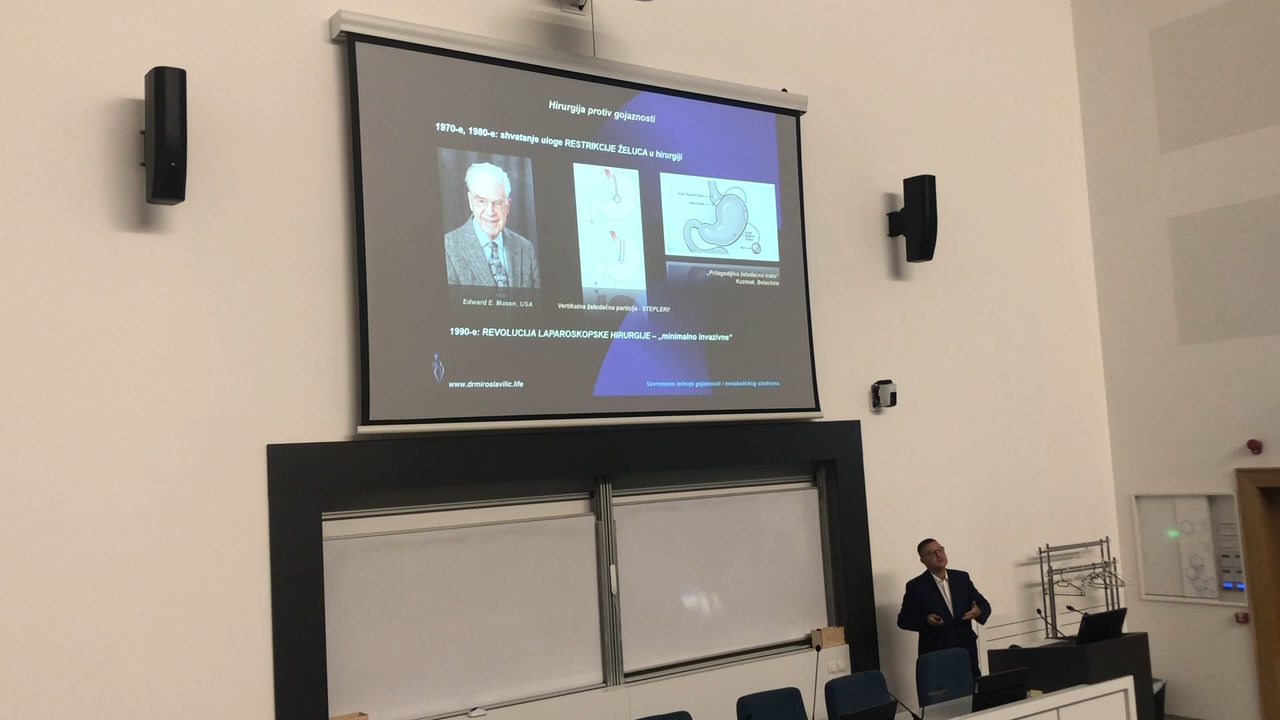 Hirurgija protiv gojaznosti
1970-e, 1980-e: shvatanje uloge RESTRIKCIJE ŽELUCA u hirurgiji
Edward E. Mason, USA
Vertikalna želudačna particija - STEPLERI!
„Prilagodljiva želudačna traka"
Kuzmak, Belachew
1990-e: REVOLUCIJA LAPAROSKOPSKE HIRURGIJE – „minimalno invazivne"
www.drmiroslavilic.life
Savremeno lečenje gojaznosti i metaboličkog sindroma